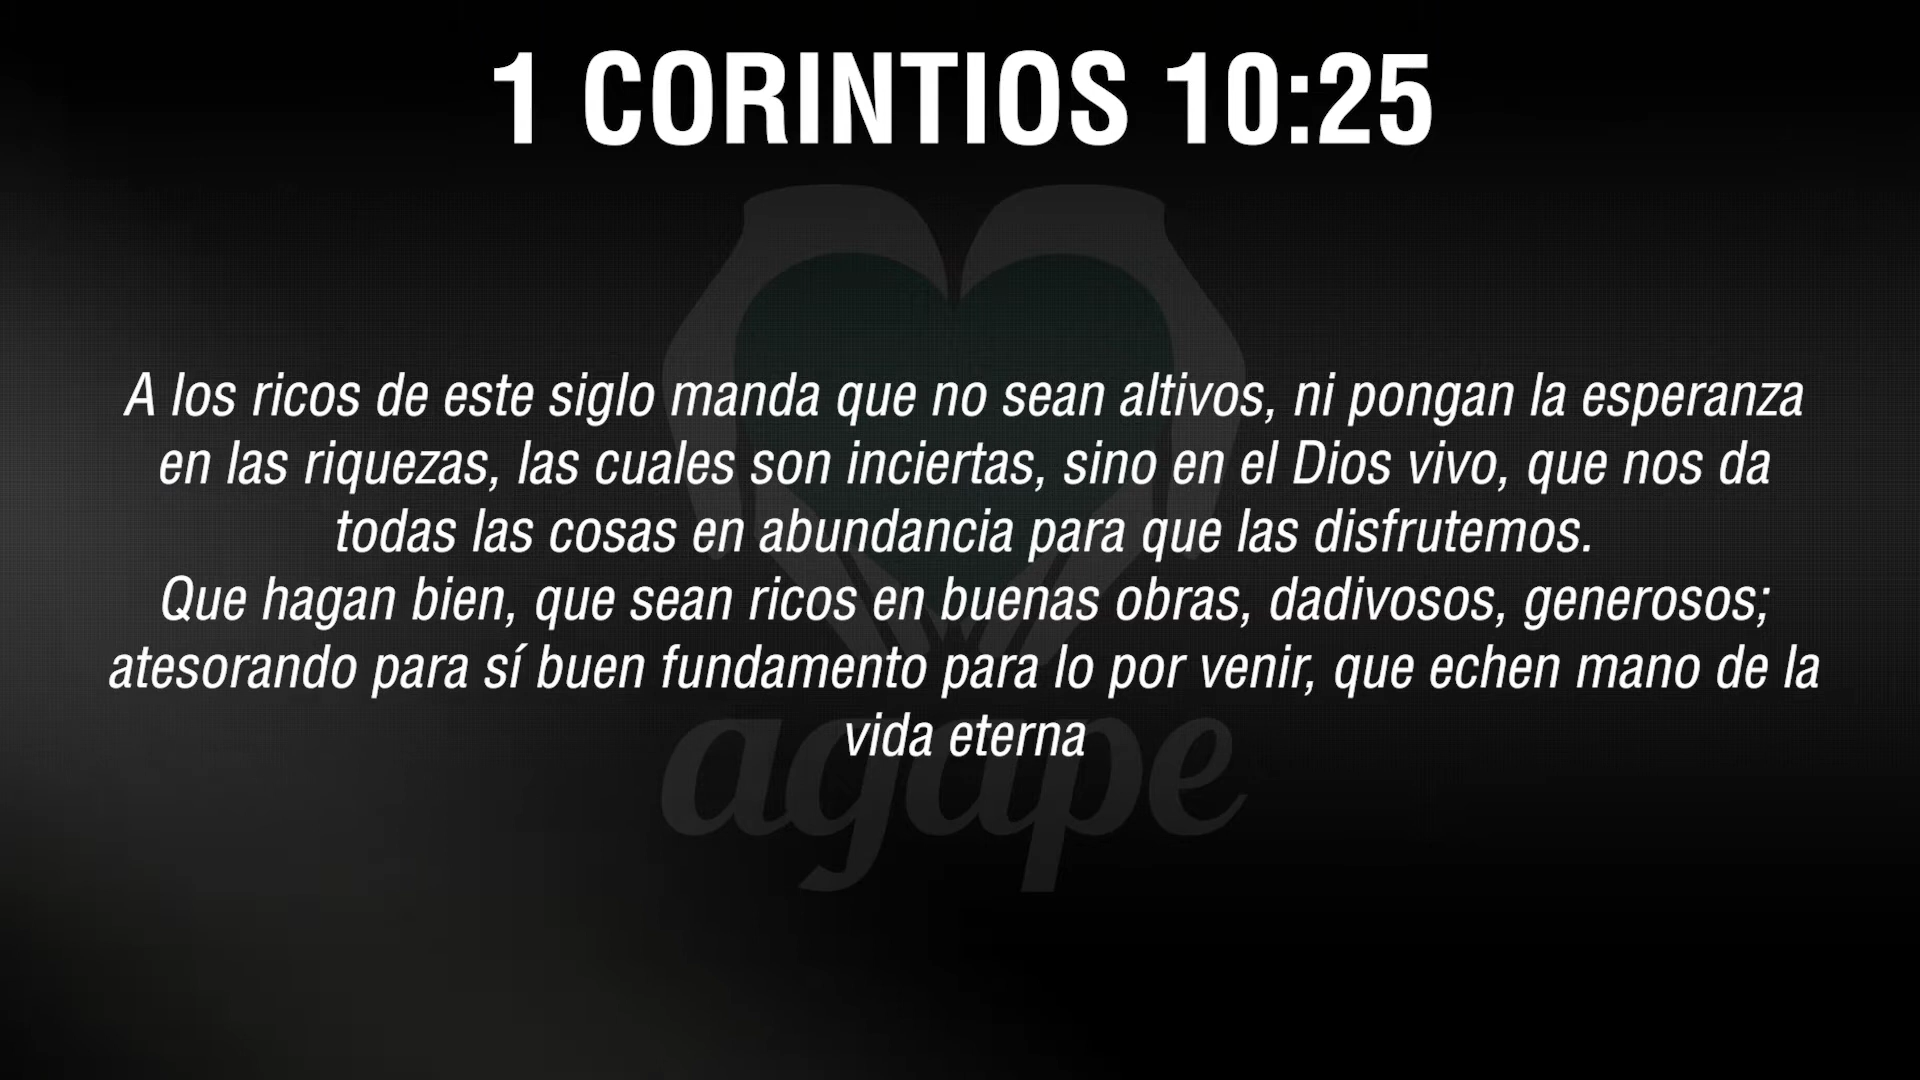 1 CORINTIOS 10:25
A los ricos de este siglo manda que no sean altivos, ni pongan la esperanza
en las riquezas, las cuales son inciertas, sino en el Dios vivo, que nos da
todas las cosas en abundancia para que las disfrutemos.
Que hagan bien, que sean ricos en buenas obras, dadivosos, generosos;
atesorando para sí buen fundamento para lo por venir, que echen mano de la
vida eterna
agape